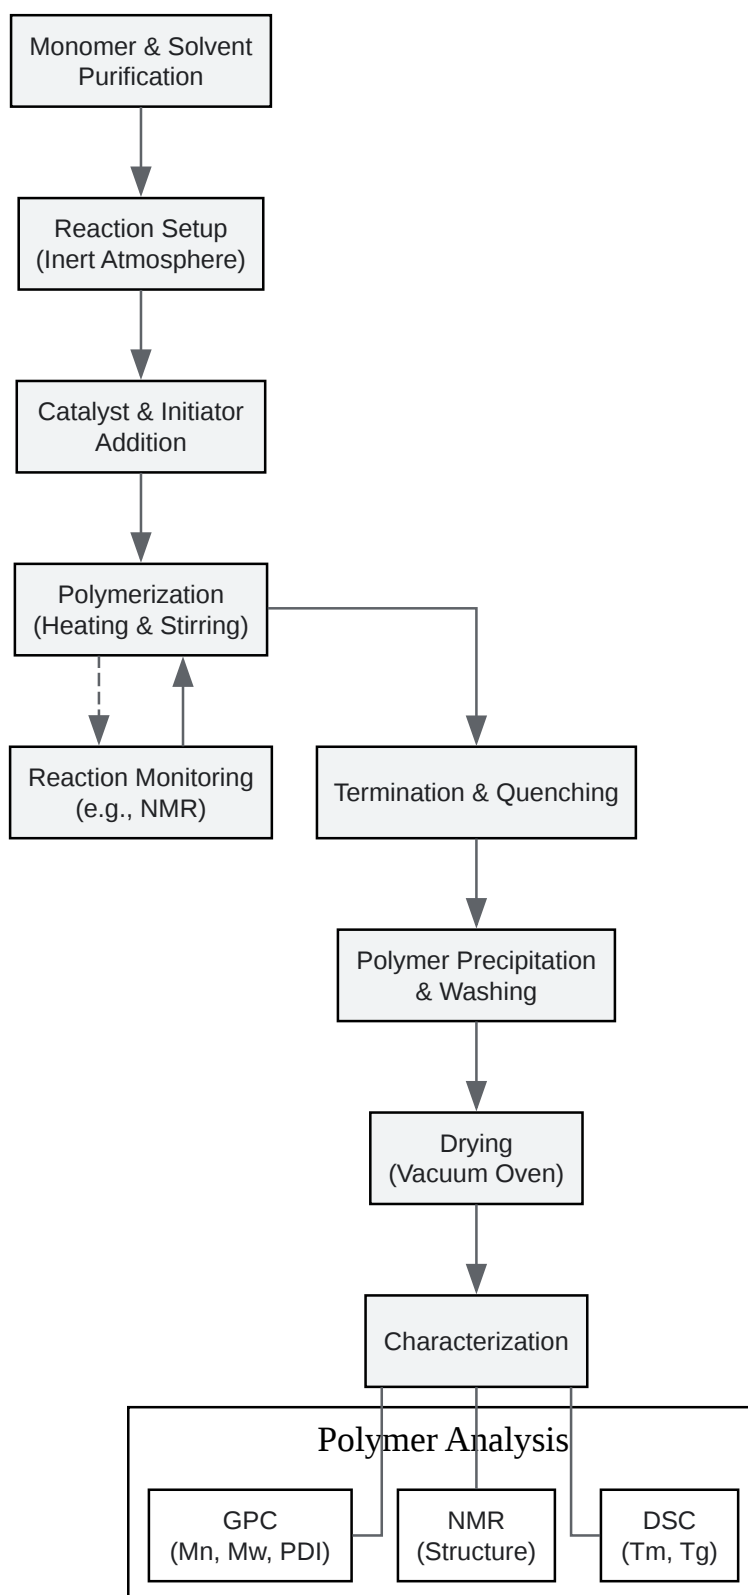 Monomer & Solvent
Purification
Reaction Setup
(Inert Atmosphere)
Catalyst & Initiator
Addition
Polymerization
(Heating & Stirring)
Reaction Monitoring
(e.g., NMR)
Termination & Quenching
Polymer Precipitation
& Washing
Drying
(Vacuum Oven)
Characterization
Polymer Analysis
GPC
(Mn, Mw, PDI)
NMR
(Structure)
DSC
(Tm, Tg)